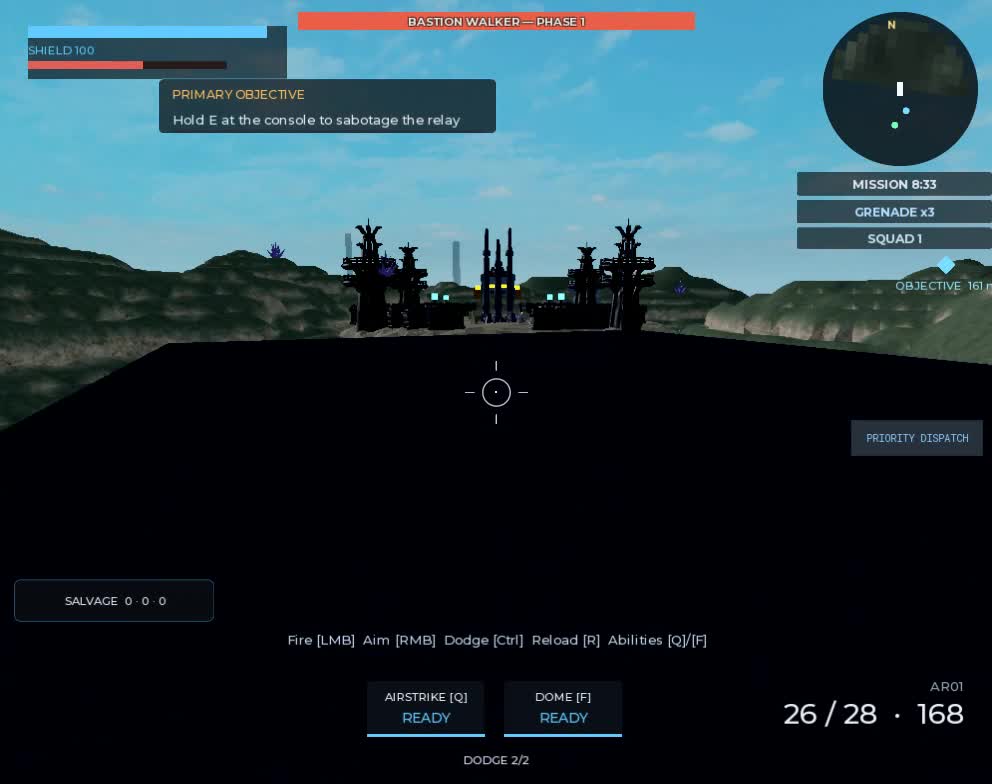 BASTION WALKER — PHASE 1
SHIELD 100
PRIMARY OBJECTIVE
Hold E at the console to sabotage the relay
N
MISSION 8:33
GRENADE x3
SQUAD 1
OBJECTIVE 161 m
PRIORITY DISPATCH
SALVAGE 0 · 0 · 0
Fire [LMB] Aim [RMB] Dodge [Ctrl] Reload [R] Abilities [Q]/[F]
AIRSTRIKE [Q]
READY
DOME [F]
READY
AR01
26 / 28 · 168
DODGE 2/2